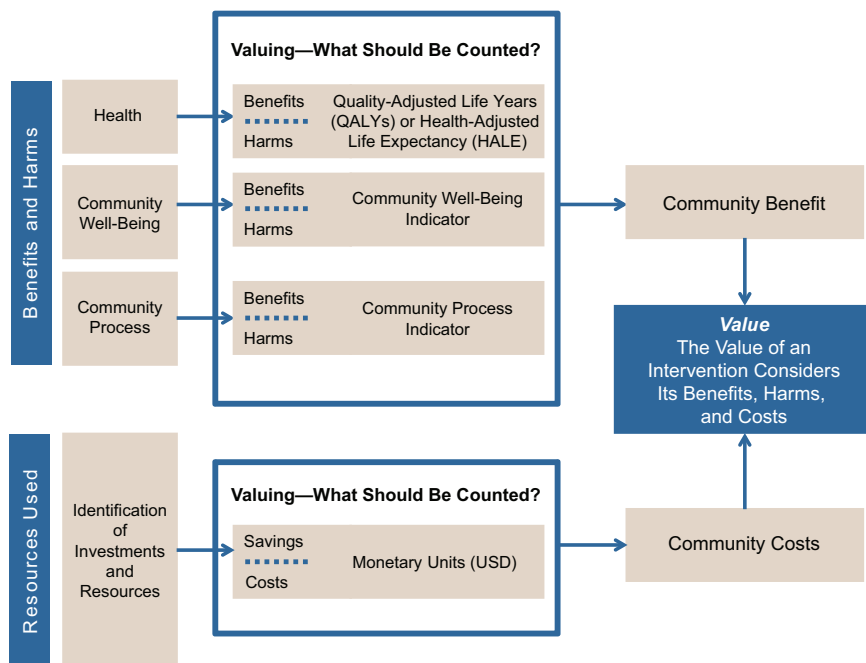 Benefits and Harms
Health
Community
Well-Being
Community
Process
Valuing—What Should Be Counted?
Benefits
Harms
Quality-Adjusted Life Years
(QALYs) or Health-Adjusted
Life Expectancy (HALE)
Benefits
Harms
Community Well-Being
Indicator
Benefits
Harms
Community Process
Indicator
Community Benefit
Value
The Value of an
Intervention Considers
Its Benefits, Harms,
and Costs
Resources Used
Identification
of
Investments
and
Resources
Valuing—What Should Be Counted?
Savings
Costs
Monetary Units (USD)
Community Costs